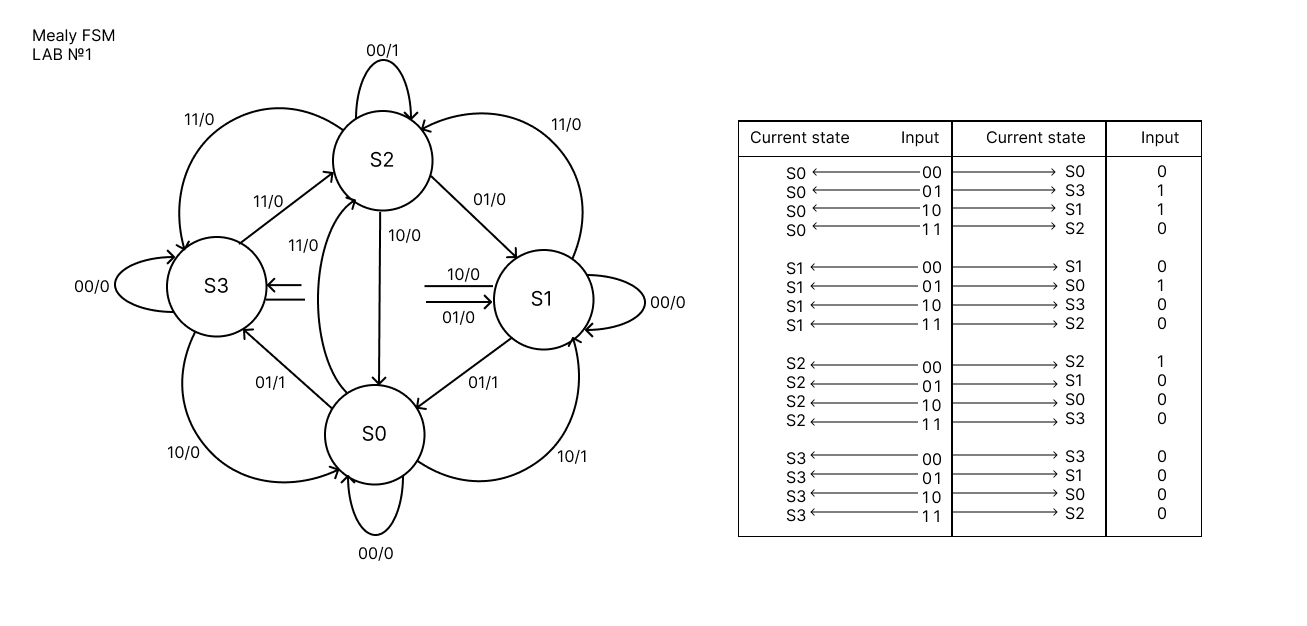 Mealy FSM
LAB №1
00/1
11/0
11/0
S2
11/0
01/0
11/0
10/0
00/0
S3
10/0
S1
00/0
01/0
01/1
01/1
S0
10/0
10/1
00/0
Current state Input Current state Input
S0 00 S0 0
S0 01 S3 1
S0 10 S1 1
S0 11 S2 0
S1 00 S1 0
S1 01 S0 1
S1 10 S3 0
S1 11 S2 0
S2 00 S2 1
S2 01 S1 0
S2 10 S0 0
S2 11 S3 0
S3 00 S3 0
S3 01 S1 0
S3 10 S0 0
S3 11 S2 0